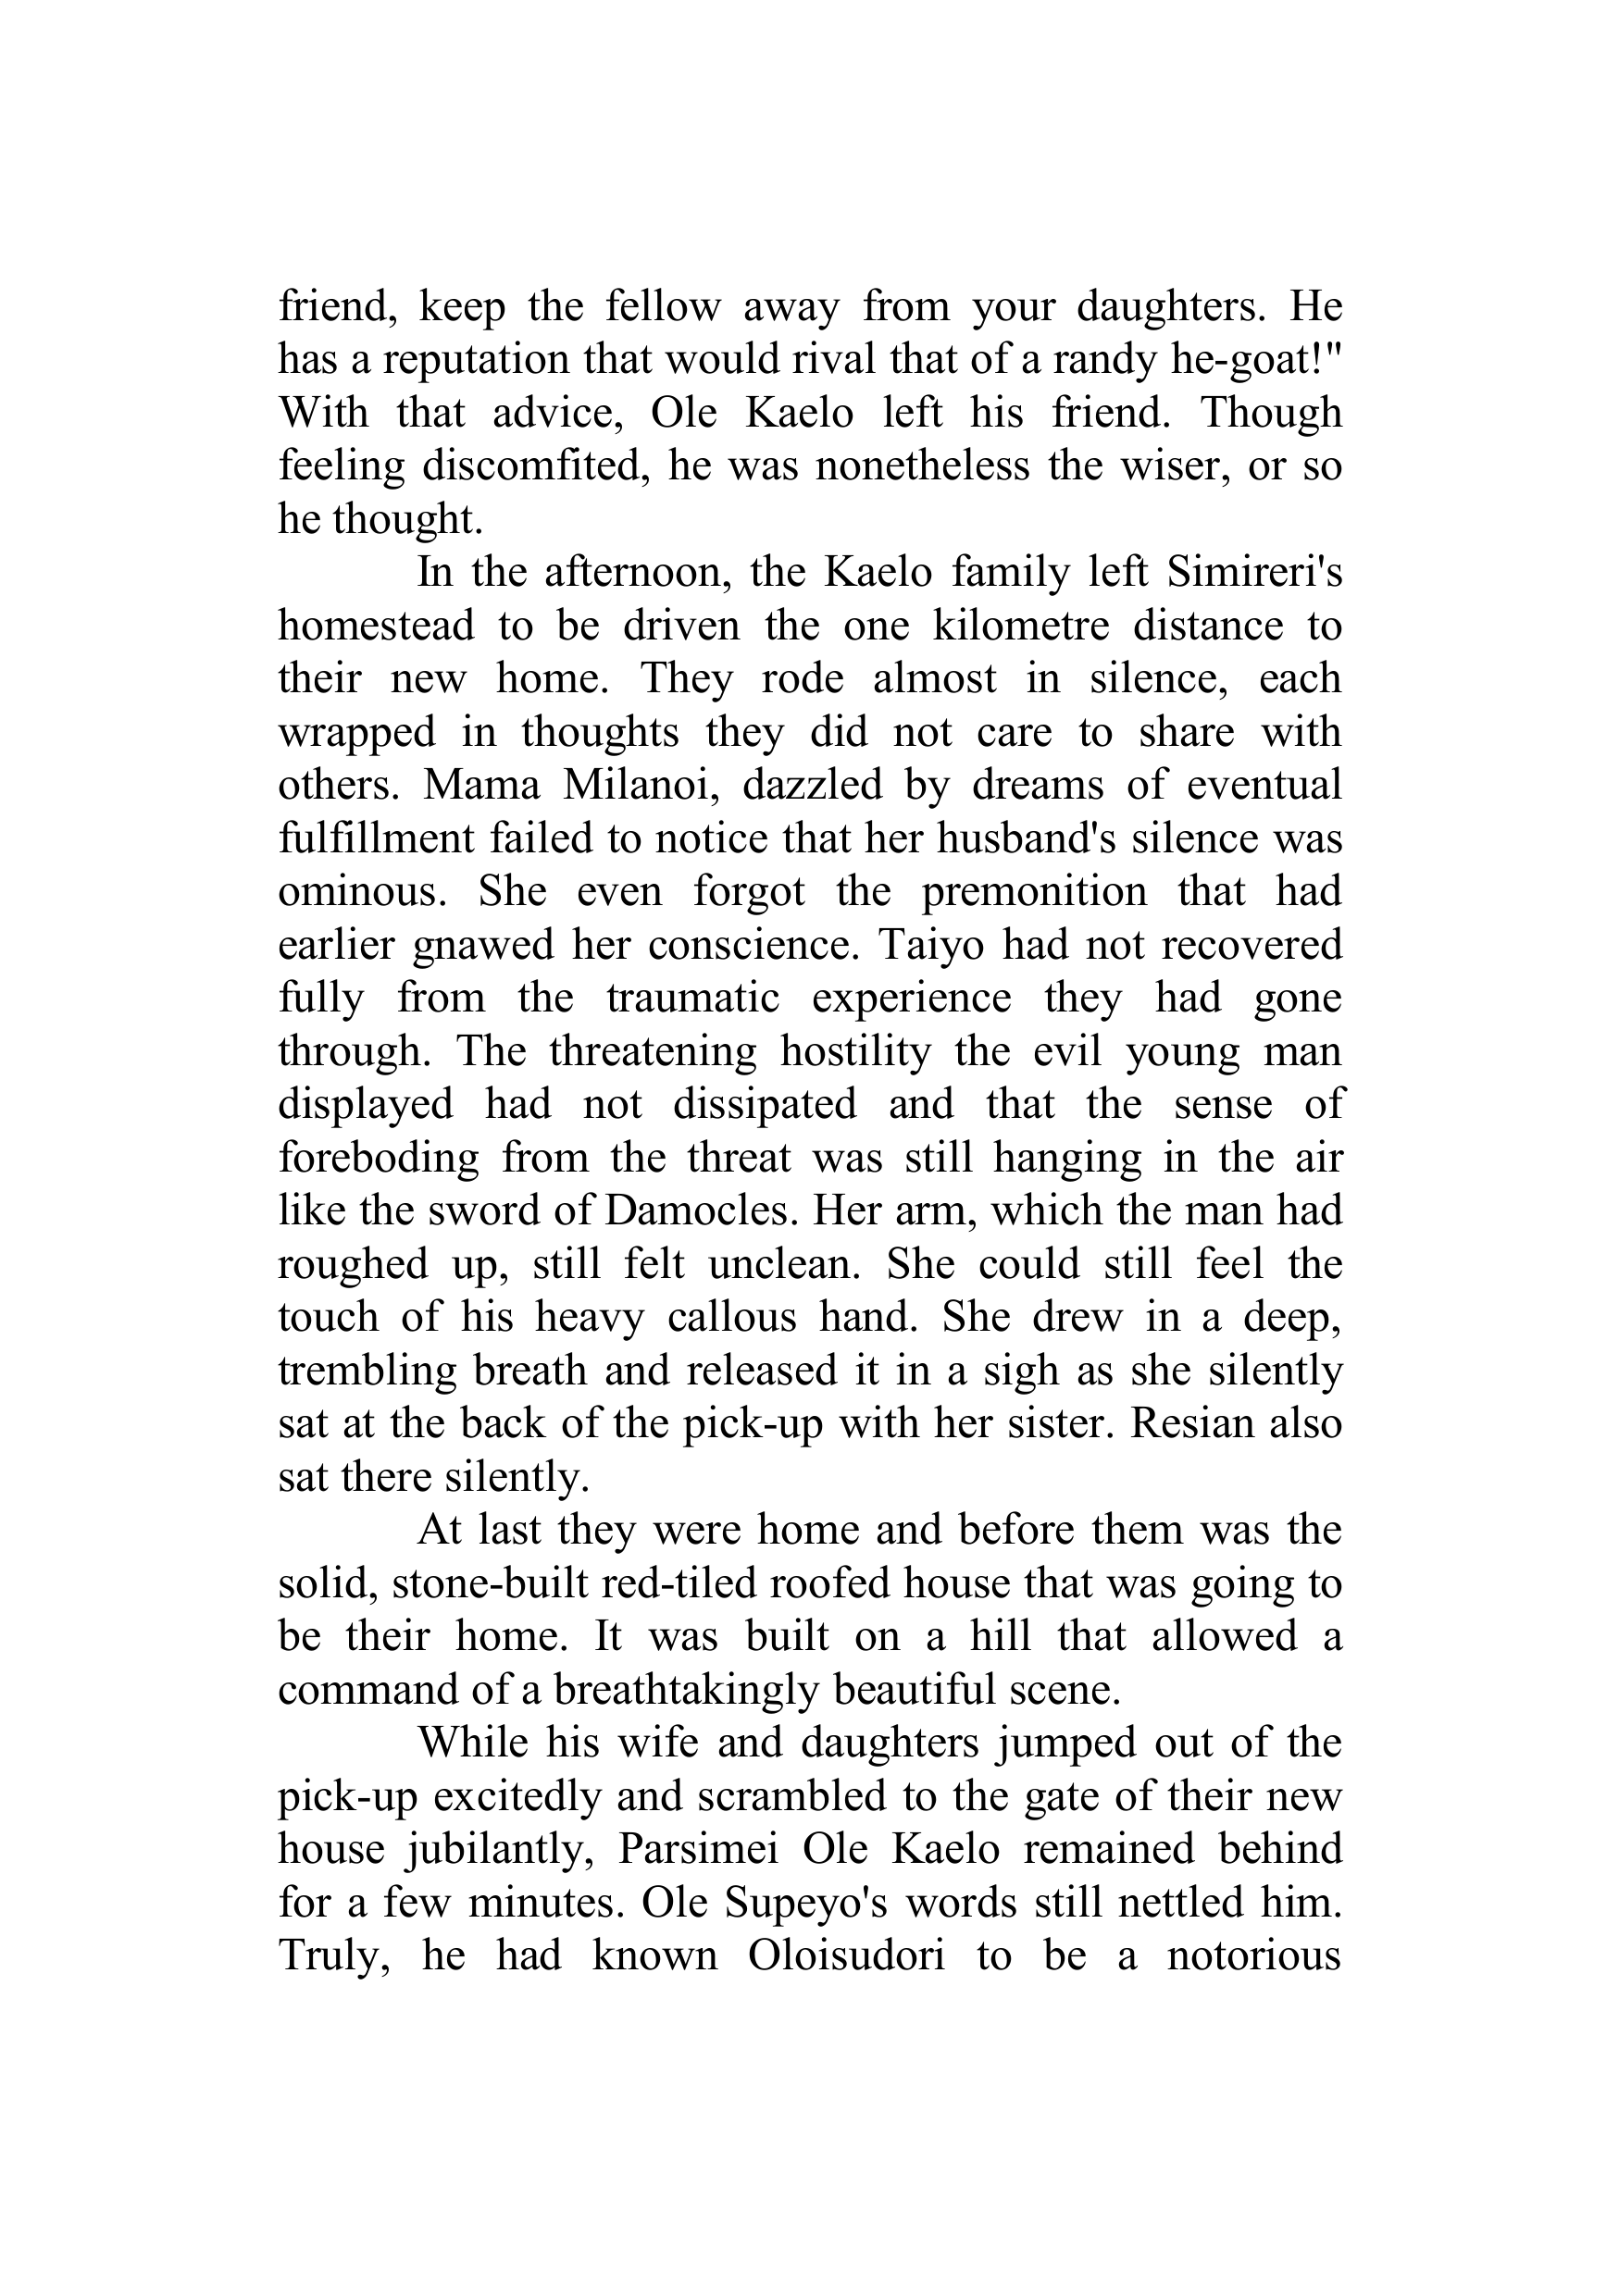 friend, keep the fellow away from your daughters. He
has a reputation that would rival that of a randy he-goat!"
With that advice, Ole Kaelo left his friend. Though
feeling discomfited, he was nonetheless the wiser, or so
he thought.
In the afternoon, the Kaelo family left Simireri's
homestead to be driven the one kilometre distance to
their new home. They rode almost in silence, each
wrapped in thoughts they did not care to share with
others. Mama Milanoi, dazzled by dreams of eventual
fulfillment failed to notice that her husband's silence was
ominous. She even forgot the premonition that had
earlier gnawed her conscience. Taiyo had not recovered
fully from the traumatic experience they had gone
through. The threatening hostility the evil young man
displayed had not dissipated and that the sense of
foreboding from the threat was still hanging in the air
like the sword of Damocles. Her arm, which the man had
roughed up, still felt unclean. She could still feel the
touch of his heavy callous hand. She drew in a deep,
trembling breath and released it in a sigh as she silently
sat at the back of the pick-up with her sister. Resian also
sat there silently.
At last they were home and before them was the
solid, stone-built red-tiled roofed house that was going to
be their home. It was built on a hill that allowed a
command of a breathtakingly beautiful scene.
While his wife and daughters jumped out of the
pick-up excitedly and scrambled to the gate of their new
house jubilantly, Parsimei Ole Kaelo remained behind
for a few minutes. Ole Supeyo's words still nettled him.
Truly, he had known Oloisudori to be a notorious